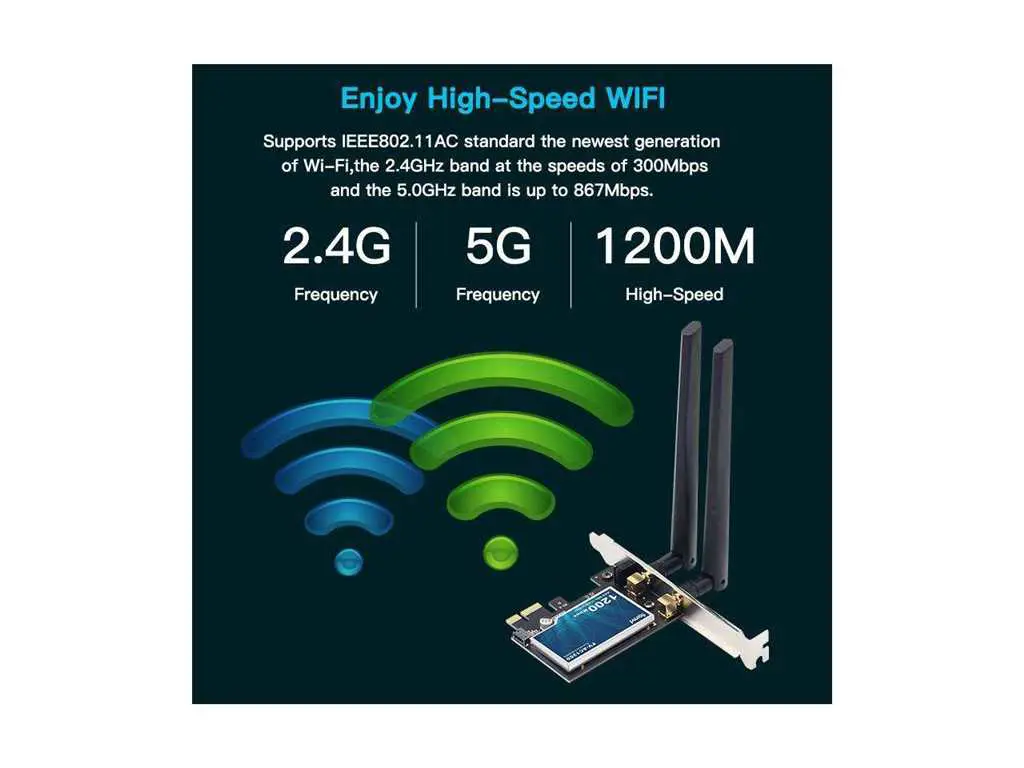 Enjoy High-Speed WIFI
Supports IEEE802.11AC standard the newest generation
of Wi-Fi,the 2.4GHz band at the speeds of 300Mbps
and the 5.0GHz band is up to 867Mbps.
2.4G 5G 1200M
Frequency Frequency High-Speed
1200